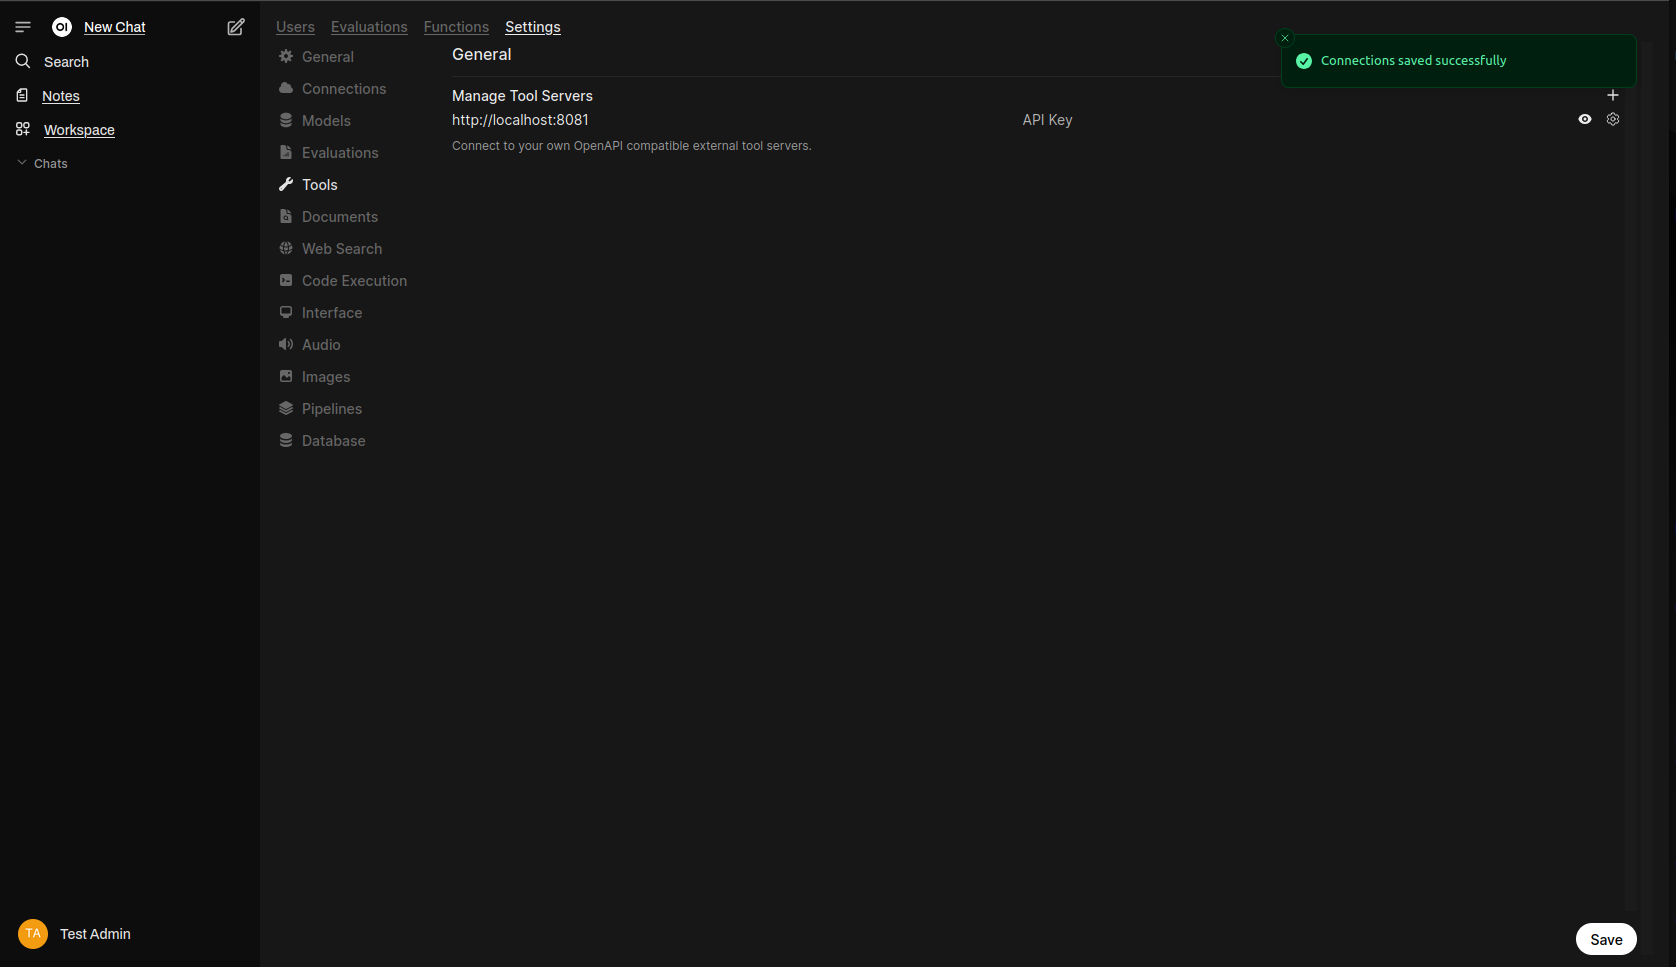 OI New Chat
Search
Notes
Workspace
Chats
Users Evaluations Functions Settings
General
Connections
Models
Evaluations
Tools
Documents
Web Search
Code Execution
Interface
Audio
Images
Pipelines
Database
General
Manage Tool Servers
http://localhost:8081 API Key
Connect to your own OpenAPI compatible external tool servers.
Connections saved successfully
TA Test Admin
Save